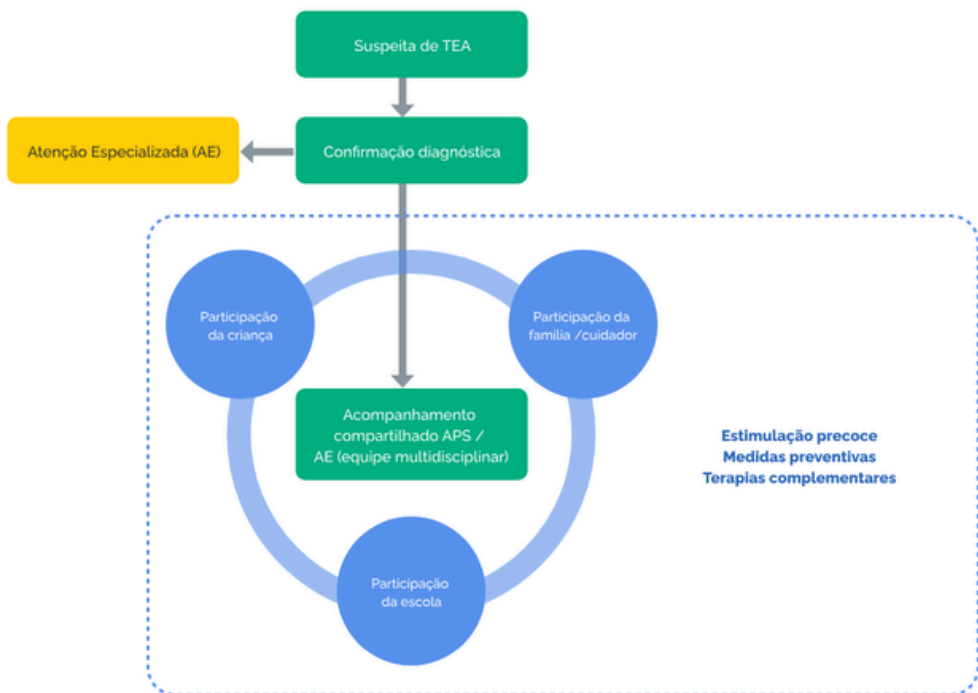 Suspeita de TEA
Atenção Especializada (AE)
Confirmação diagnóstica
Participação
da criança
Participação da
família /cuidador
Acompanhamento
compartilhado APS /
AE (equipe multidisciplinar)
Estimulação precoce
Medidas preventivas
Terapias complementares
Participação
da escola